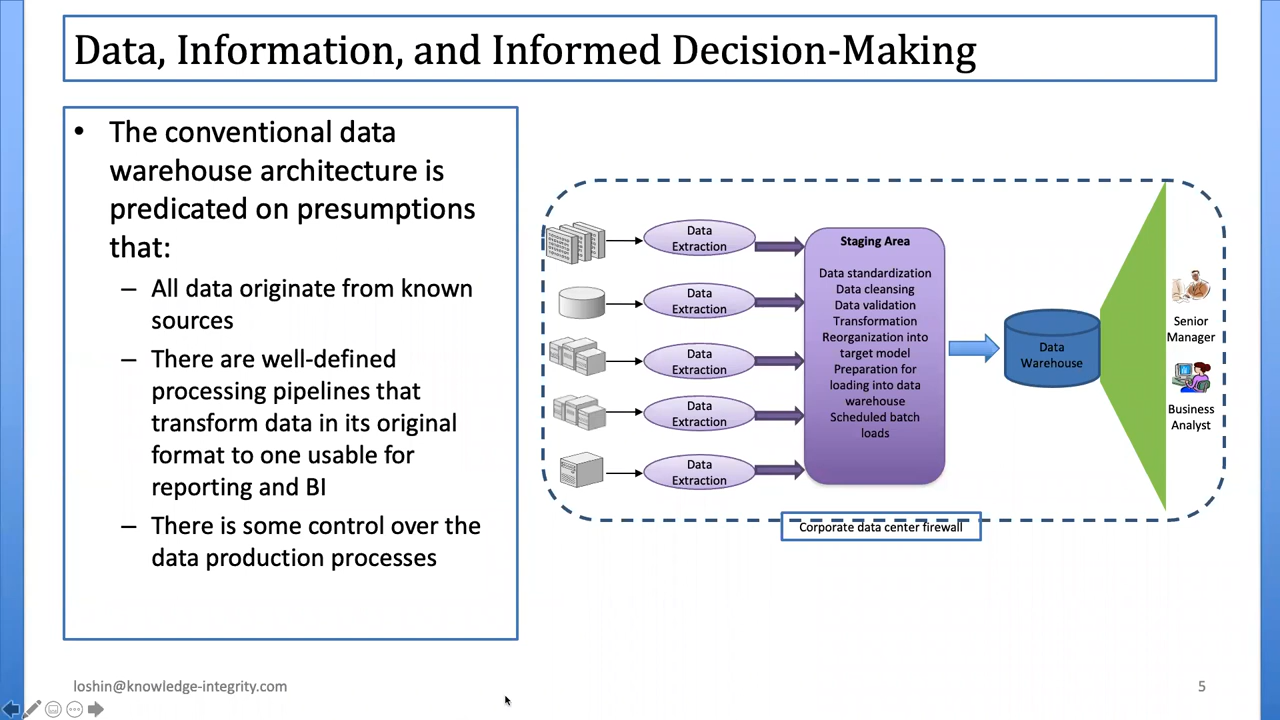 Data, Information, and Informed Decision-Making
• The conventional data
warehouse architecture is
predicated on presumptions
that:
– All data originate from known
sources
– There are well-defined
processing pipelines that
transform data in its original
format to one usable for
reporting and BI
– There is some control over the
data production processes
Data
Extraction
Data
Extraction
Data
Extraction
Data
Extraction
Data
Extraction
Staging Area
Data standardization
Data cleansing
Data validation
Transformation
Reorganization into
target model
Preparation for
loading into data
warehouse
Scheduled batch
loads
Data
Warehouse
Senior
Manager
Business
Analyst
Corporate data center firewall
loshin@knowledge-integrity.com
5